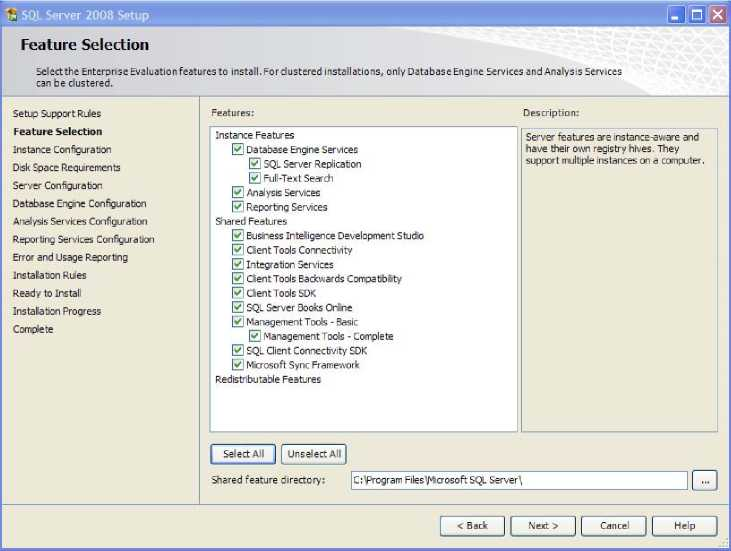 SQL Server 2008 Setup
Feature Selection
Select the Enterprise Evaluation features to install. For clustered installations, only Database Engine Services and Analysis Services
can be clustered.
Setup Support Rules
Feature Selection
Instance Configuration
Disk Space Requirements
Server Configuration
Database Engine Configuration
Analysis Services Configuration
Reporting Services Configuration
Error and Usage Reporting
Installation Rules
Ready to Install
Installation Progress
Complete
Features:
Instance Features
Database Engine Services
SQL Server Replication
Full-Text Search
Analysis Services
Reporting Services
Shared Features
Business Intelligence Development Studio
Client Tools Connectivity
Integration Services
Client Tools Backwards Compatibility
Client Tools SDK
SQL Server Books Online
Management Tools - Basic
Management Tools - Complete
SQL Client Connectivity SDK
Microsoft Sync Framework
Redistributable Features
Description:
Server features are instance-aware and
have their own registry hives. They
support multiple instances on a computer.
Select All
Unselect All
Shared feature directory:
C:\Program Files\Microsoft SQL Server\
...
< Back
Next >
Cancel
Help